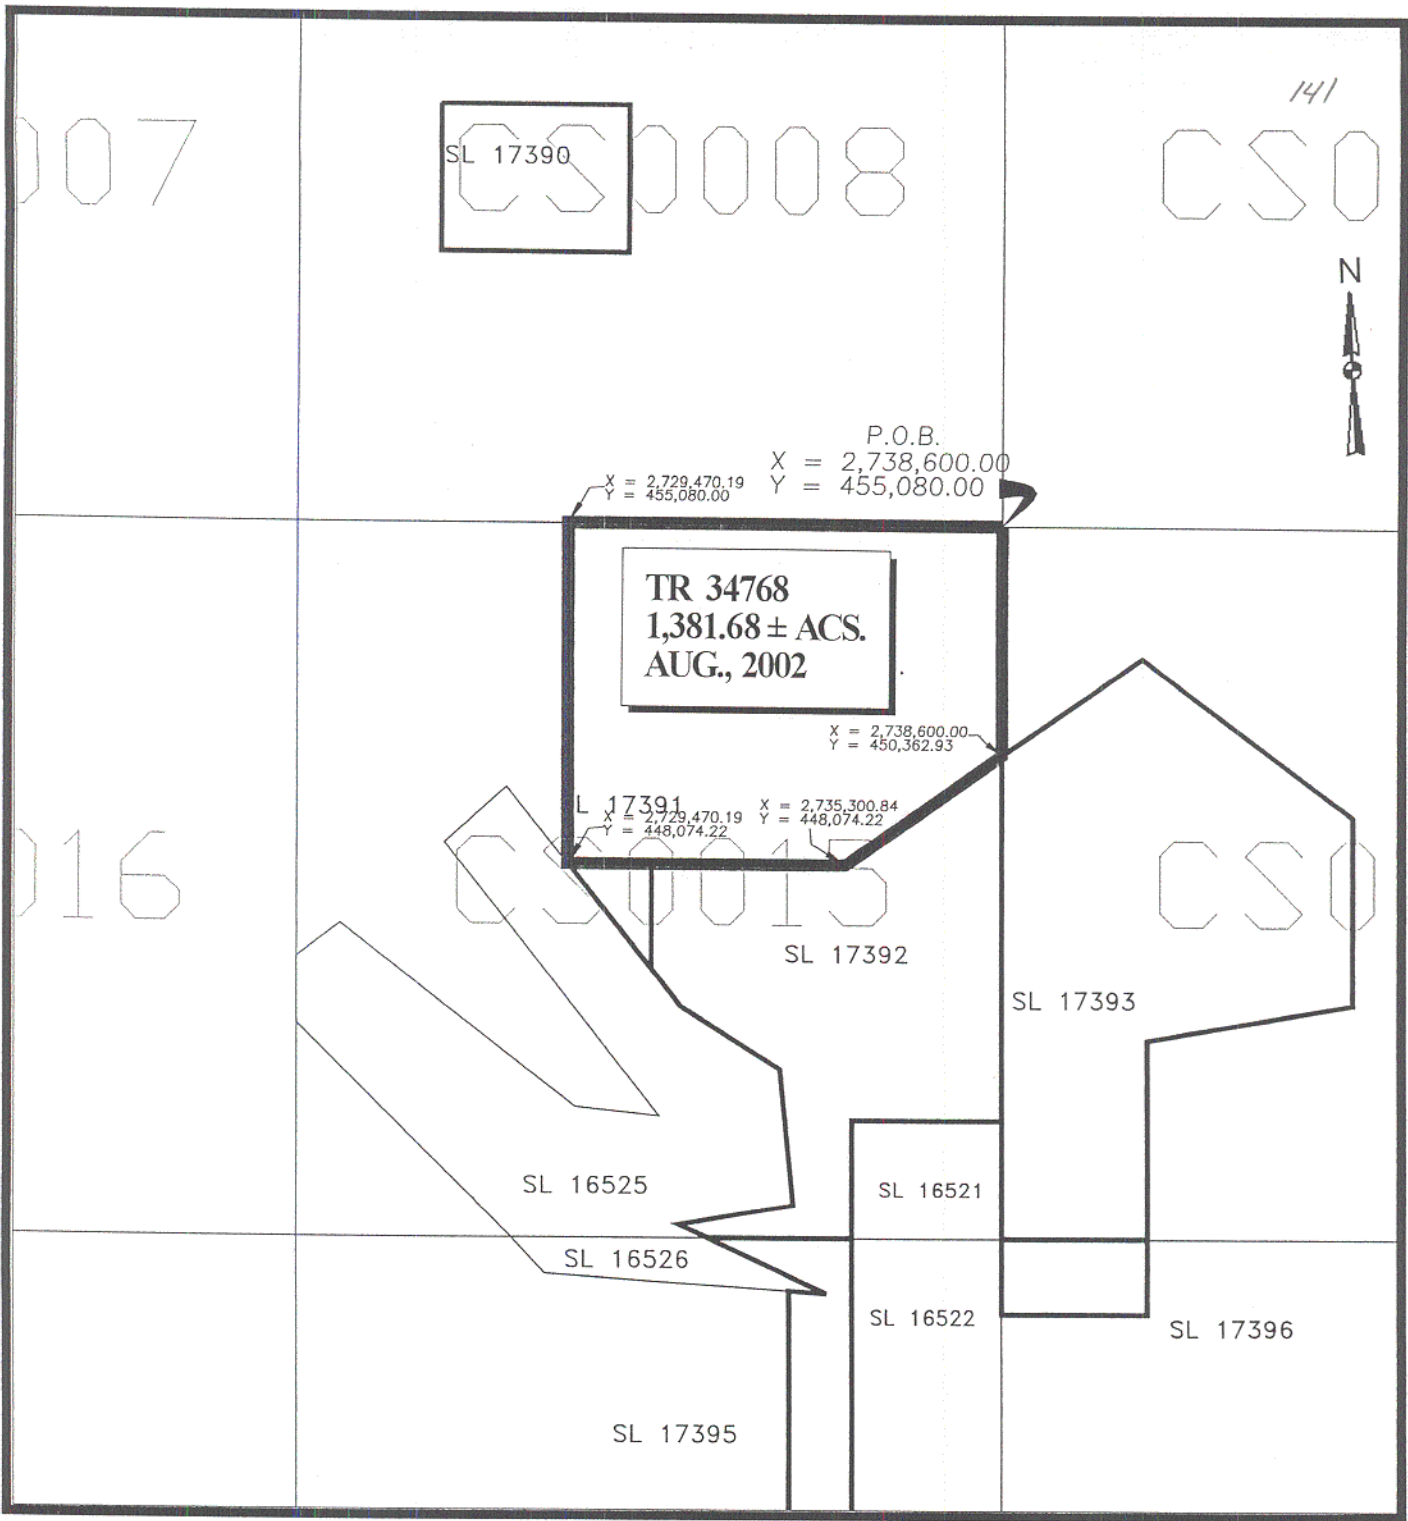 141
007
CS0008
CS0
SL 17390
N
P.O.B.
X = 2,738,600.00
Y = 455,080.00
X = 2,729,470.19
Y = 455,080.00
TR 34768
1,381.68 ± ACS.
AUG., 2002
X = 2,738,600.00
Y = 450,362.93
L 17391
X = 2,729,470.19
Y = 448,074.22
X = 2,735,300.84
Y = 448,074.22
016
CS0015
CS0
SL 17392
SL 17393
SL 16525
SL 16521
SL 16526
SL 16522
SL 17396
SL 17395